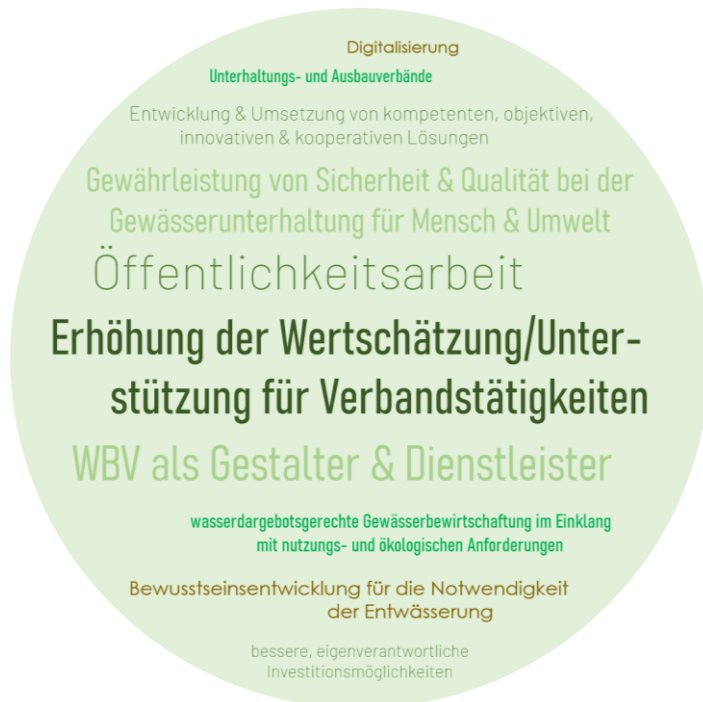 Digitalisierung
Unterhaltungs- und Ausbauverbände
Entwicklung & Umsetzung von kompetenten, objektiven,
innovativen & kooperativen Lösungen
Gewährleistung von Sicherheit & Qualität bei der
Gewässerunterhaltung für Mensch & Umwelt
Öffentlichkeitsarbeit
Erhöhung der Wertschätzung/Unter-
stützung für Verbandstätigkeiten
WBV als Gestalter & Dienstleister
wasserdargebotsgerechte Gewässerbewirtschaftung im Einklang
mit nutzungs- und ökologischen Anforderungen
Bewusstseinsentwicklung für die Notwendigkeit
der Entwässerung
bessere, eigenverantwortliche
Investitionsmöglichkeiten